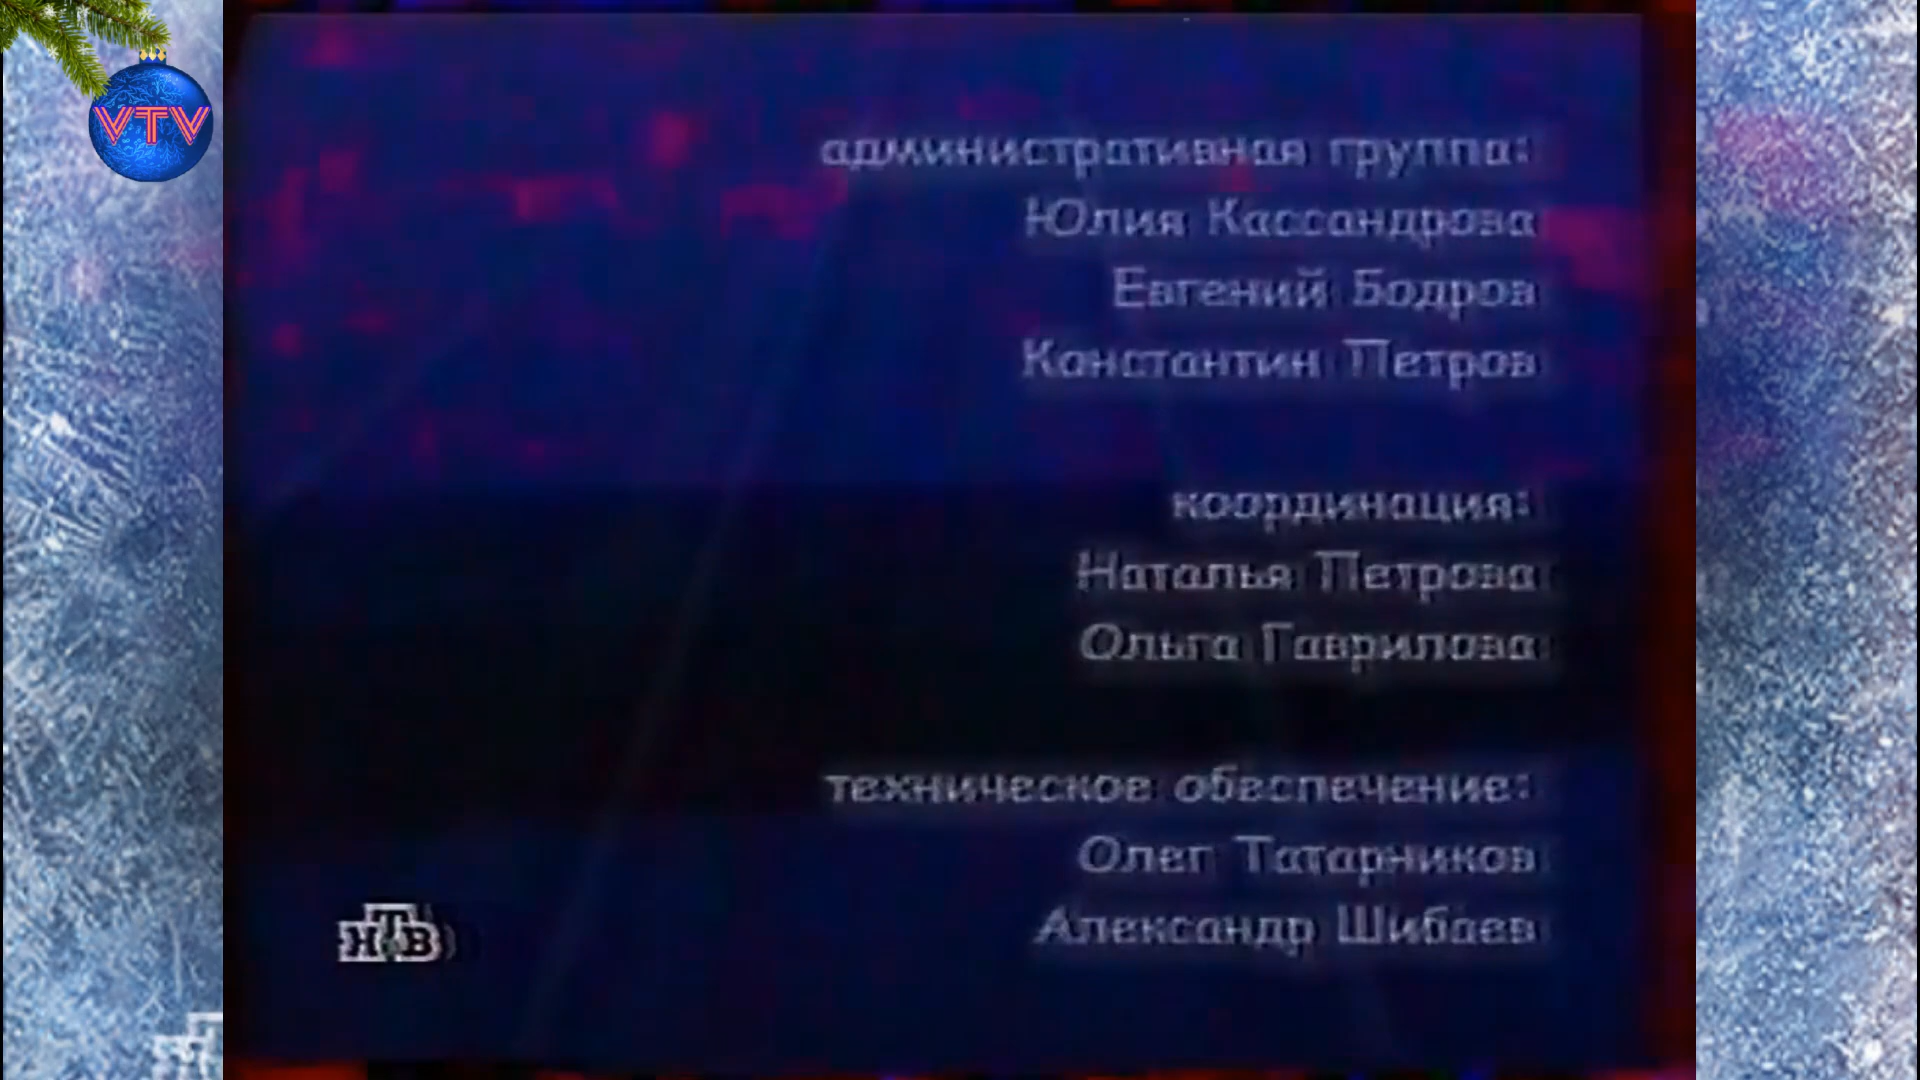 VTV
административная группа:
Юлия Кассандрова
Евгений Бодров
Константин Петров
координация:
Наталья Петрова
Ольга Гаврилова
техническое обеспечение:
Олег Татарников
Александр Шибаев
НТВ